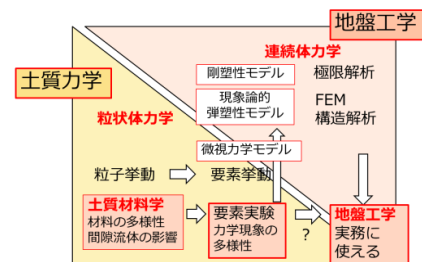 地盤工学
土質力学
連続体力学
剛塑性モデル
極限解析
現象論的
弾塑性モデル
FEM
構造解析
粒状体力学
微視力学モデル
粒子挙動
要素挙動
土質材料学
材料の多様性
間隙流体の影響
要素実験
力学現象の
多様性
?
地盤工学
実務に
使える